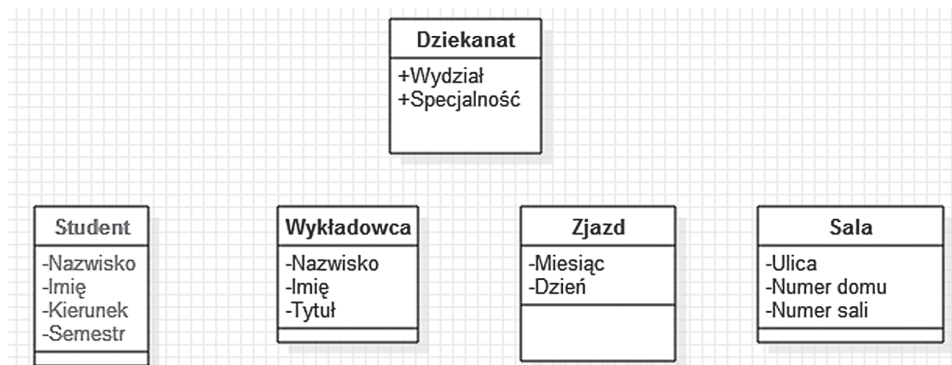 Dziekanat
+Wydział
+Specjalność
Student
-Nazwisko
-Imię
-Kierunek
-Semestr
Wykładowca
-Nazwisko
-Imię
-Tytuł
Zjazd
-Miesiąc
-Dzień
Sala
-Ulica
-Numer domu
-Numer sali